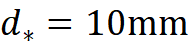 d∗ = 10mm